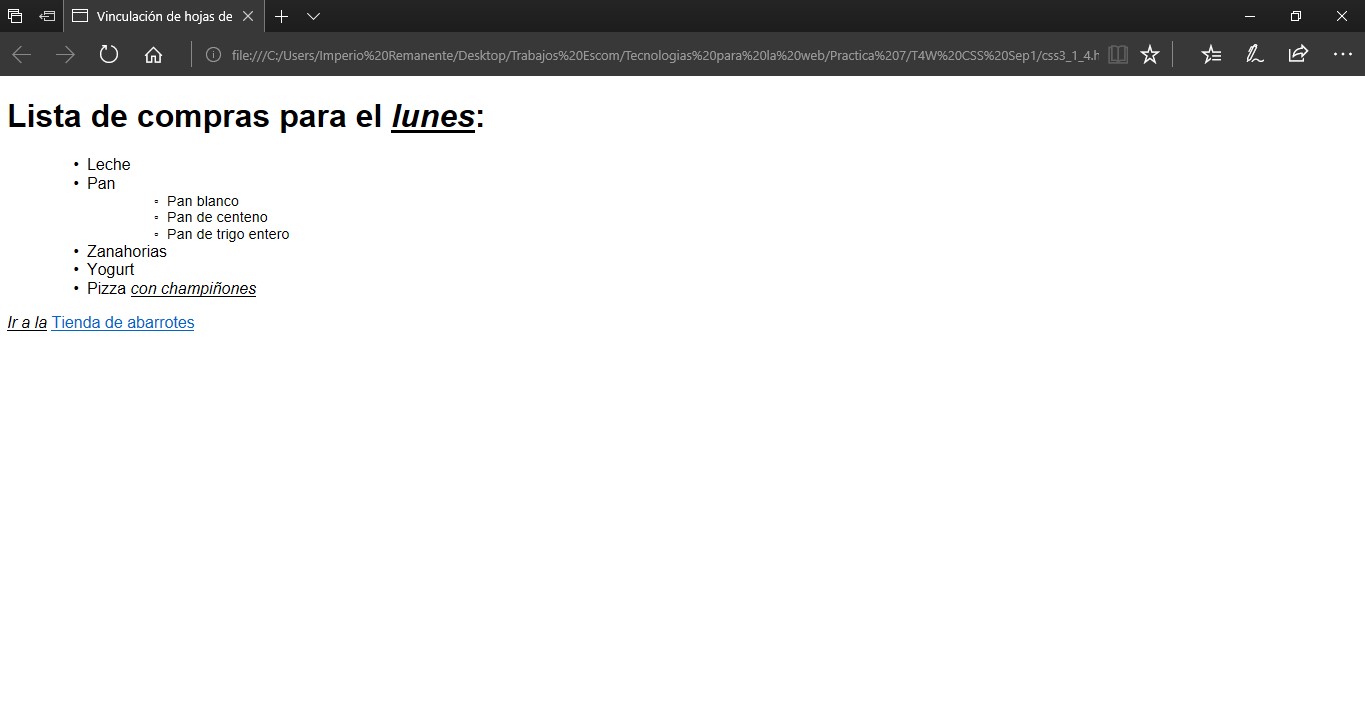 Vinculación de hojas de
file:///C:/Users/Imperio%20Remanente/Desktop/Trabajos%20Escom/Tecnologias%20para%20la%20web/Practica%207/T4W%20CSS%20Sep1/css3_1_4.h
Lista de compras para el lunes:
• Leche
• Pan
▫ Pan blanco
▫ Pan de centeno
▫ Pan de trigo entero
• Zanahorias
• Yogurt
• Pizza con champiñones
Ir a la Tienda de abarrotes